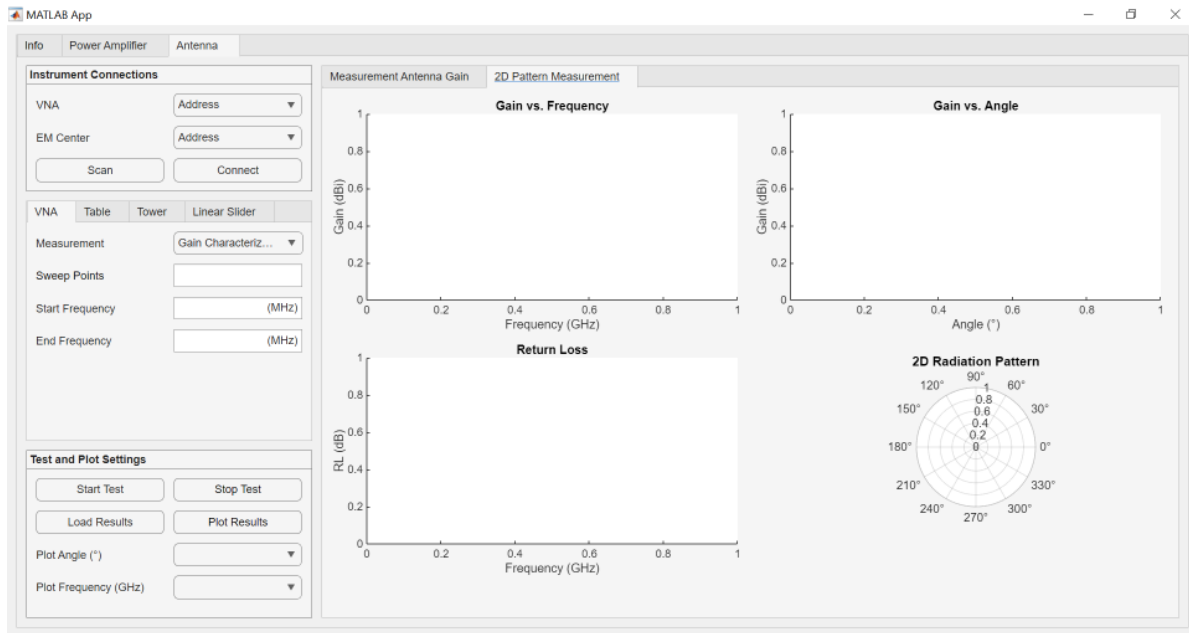 MATLAB App
Info Power Amplifier Antenna
Instrument Connections
VNA Address
EM Center Address
Scan Connect
VNA Table Tower Linear Slider
Measurement Gain Characteriz...
Sweep Points
Start Frequency (MHz)
End Frequency (MHz)
Test and Plot Settings
Start Test Stop Test
Load Results Plot Results
Plot Angle (°)
Plot Frequency (GHz)
Measurement Antenna Gain 2D Pattern Measurement
Gain vs. Frequency
1
0.8
0.6
0.4
0.2
0
Gain (dBi)
0 0.2 0.4 0.6 0.8 1
Frequency (GHz)
Gain vs. Angle
1
0.8
0.6
0.4
0.2
0
Gain (dBi)
0 0.2 0.4 0.6 0.8 1
Angle (°)
Return Loss
1
0.8
0.6
0.4
0.2
0
RL (dB)
0 0.2 0.4 0.6 0.8 1
Frequency (GHz)
2D Radiation Pattern
90°
120° 60°
150° 30°
180° 0°
210° 330°
240° 300°
270°
1
0.8
0.6
0.4
0.2
0